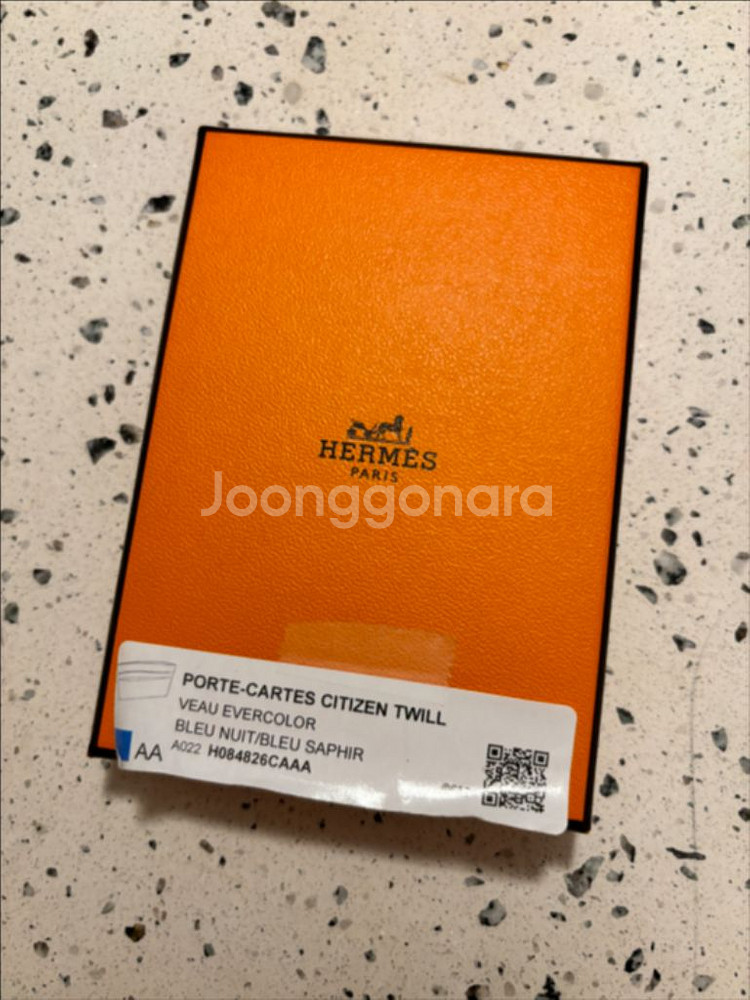 HERMÈS
PARIS
Joonggonara
PORTE-CARTES CITIZEN TWILL
VEAU EVERCOLOR
BLEU NUIT/BLEU SAPHIR
AA A022 H084826CAAA